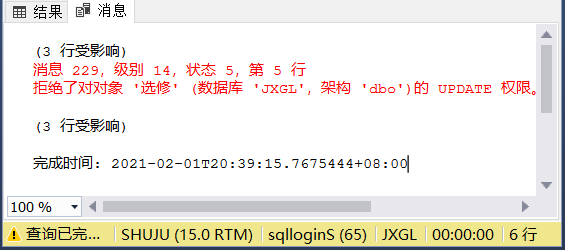 结果 消息
(3 行受影响)
消息 229，级别 14，状态 5，第 5 行
拒绝了对对象 '选修' (数据库 'JXGL'，架构 'dbo')的 UPDATE 权限。
(3 行受影响)
完成时间: 2021-02-01T20:39:15.7675444+08:00
100 %
查询已完... SHUJU (15.0 RTM) sqlloginS (65) JXGL 00:00:00 6 行